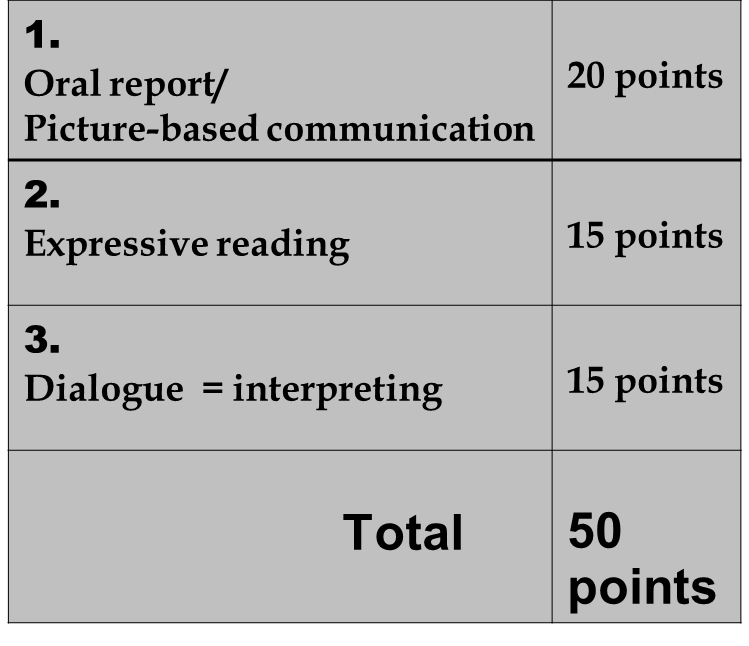 1.
Oral report/
Picture-based communication
20 points
2.
Expressive reading
15 points
3.
Dialogue = interpreting
15 points
Total
50
points